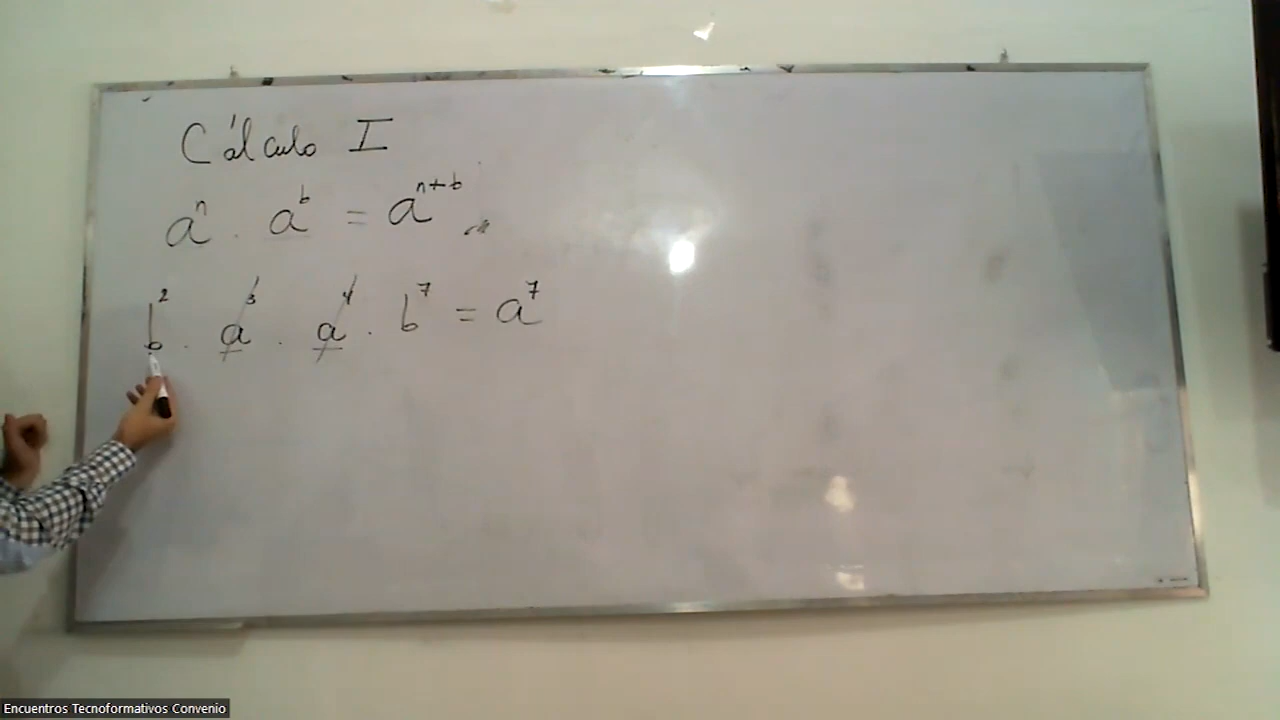 Cálculo I
aⁿ · aᵇ = aⁿ⁺ᵇ
b² · a³ · a⁴ · b⁷ = a⁷
Encuentros Tecnoformativos Convenio